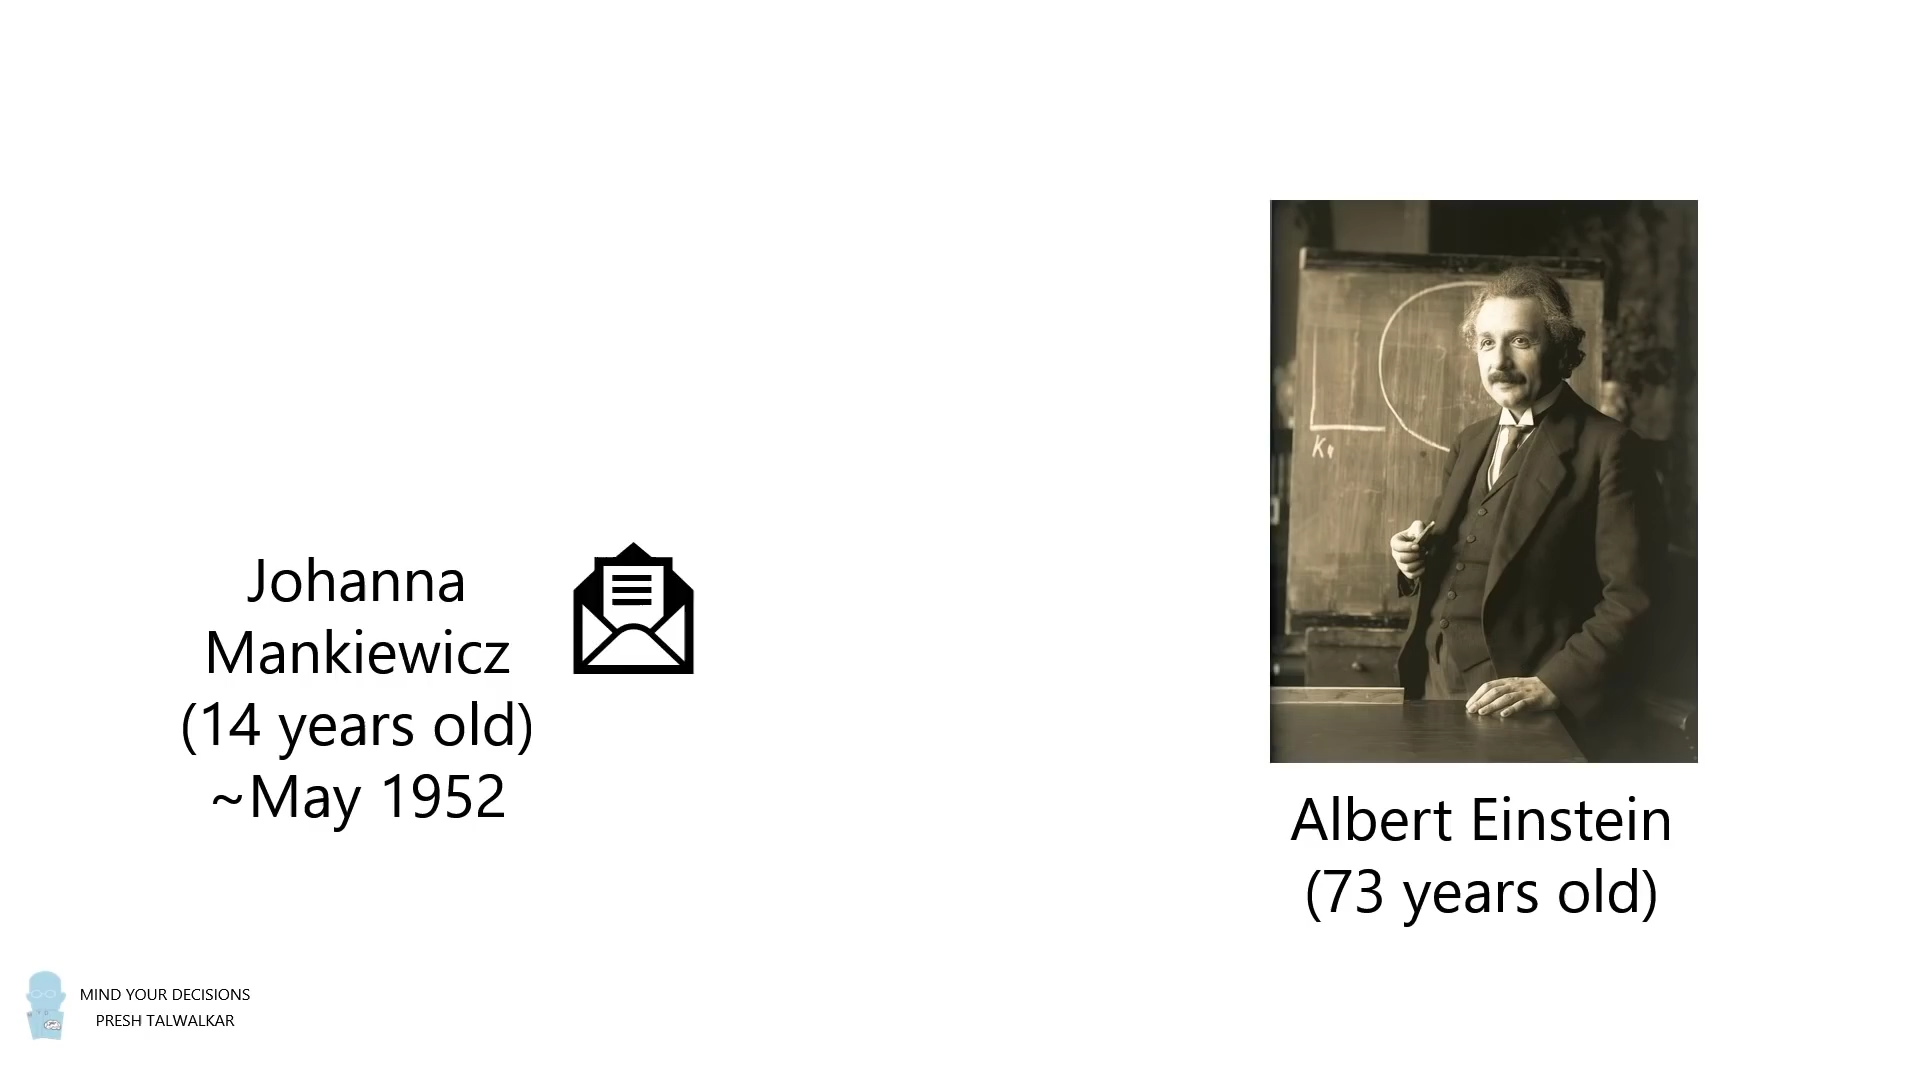 Johanna
Mankiewicz
(14 years old)
~May 1952
Albert Einstein
(73 years old)
MIND YOUR DECISIONS
PRESH TALWALKAR